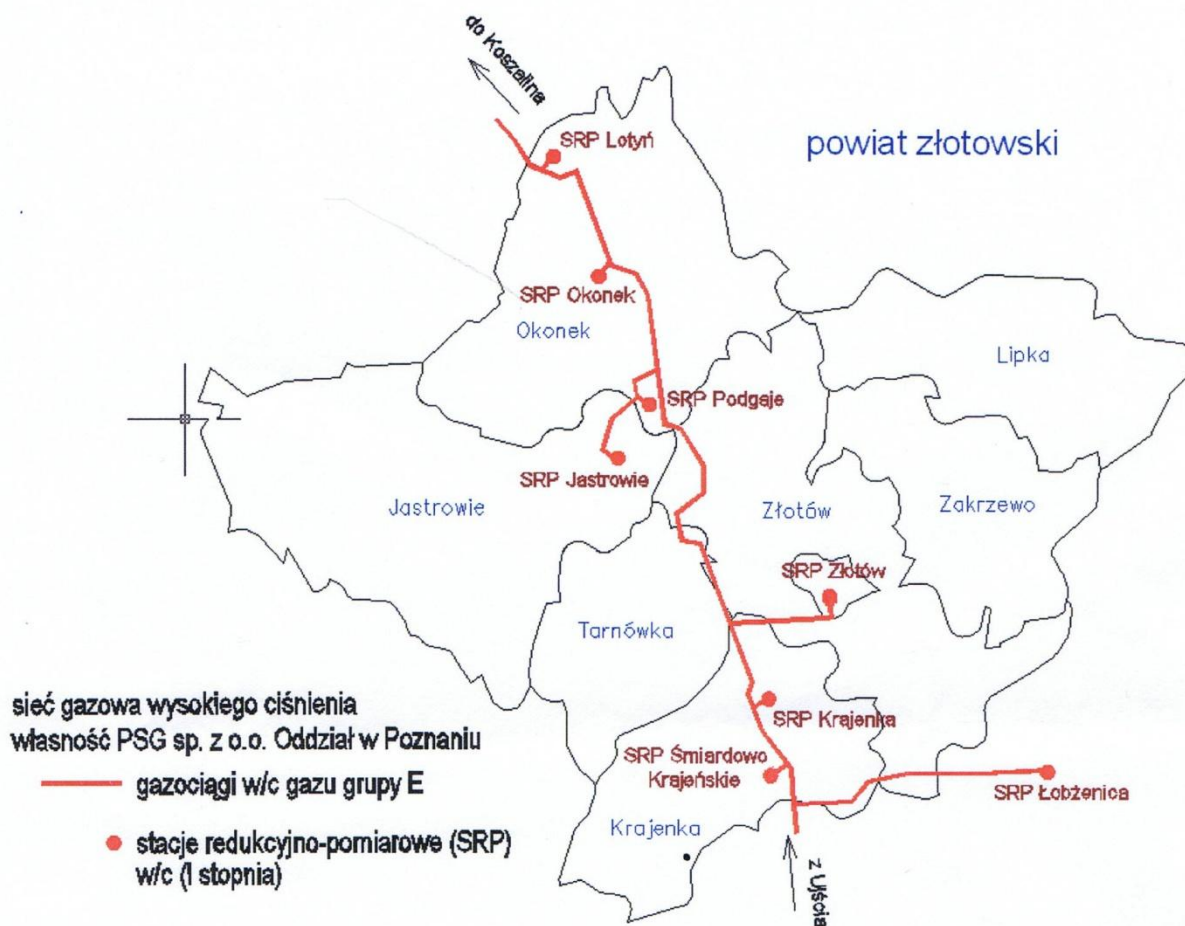 do Koszalina
SRP Lotyń
powiat złotowski
SRP Okonek
Okonek
Lipka
SRP Podgaje
SRP Jastrowie
Jastrowie
Złotów
Zakrzewo
SRP Złotów
Tarnówka
sieć gazowa wysokiego ciśnienia
własność PSG sp. z o.o. Oddział w Poznaniu
gazociągi w/c gazu grupy E
stacje redukcyjno-pomiarowe (SRP)
w/c (I stopnia)
SRP Krajenka
SRP Śmiardowo
Krajeńskie
SRP Łobżenica
Krajenka
z Ujścia